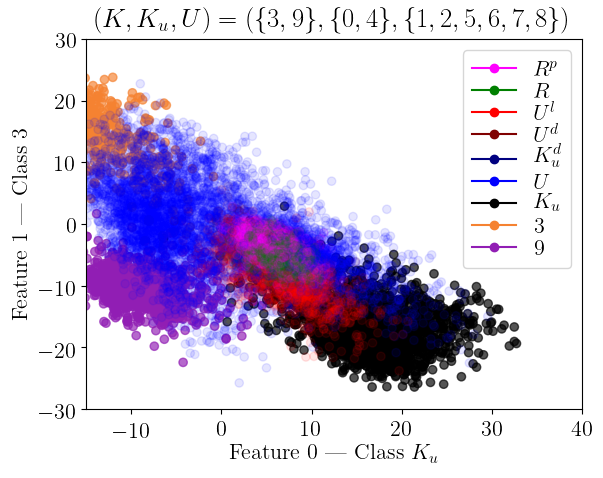 (K, K_u, U) = ({3, 9}, {0, 4}, {1, 2, 5, 6, 7, 8})
30
20
10
0
−10
−20
−30
Feature 1 — Class 3
R^p
R
U^l
U^d
K_u^d
U
K_u
3
9
−10
0
10
20
30
40
Feature 0 — Class K_u